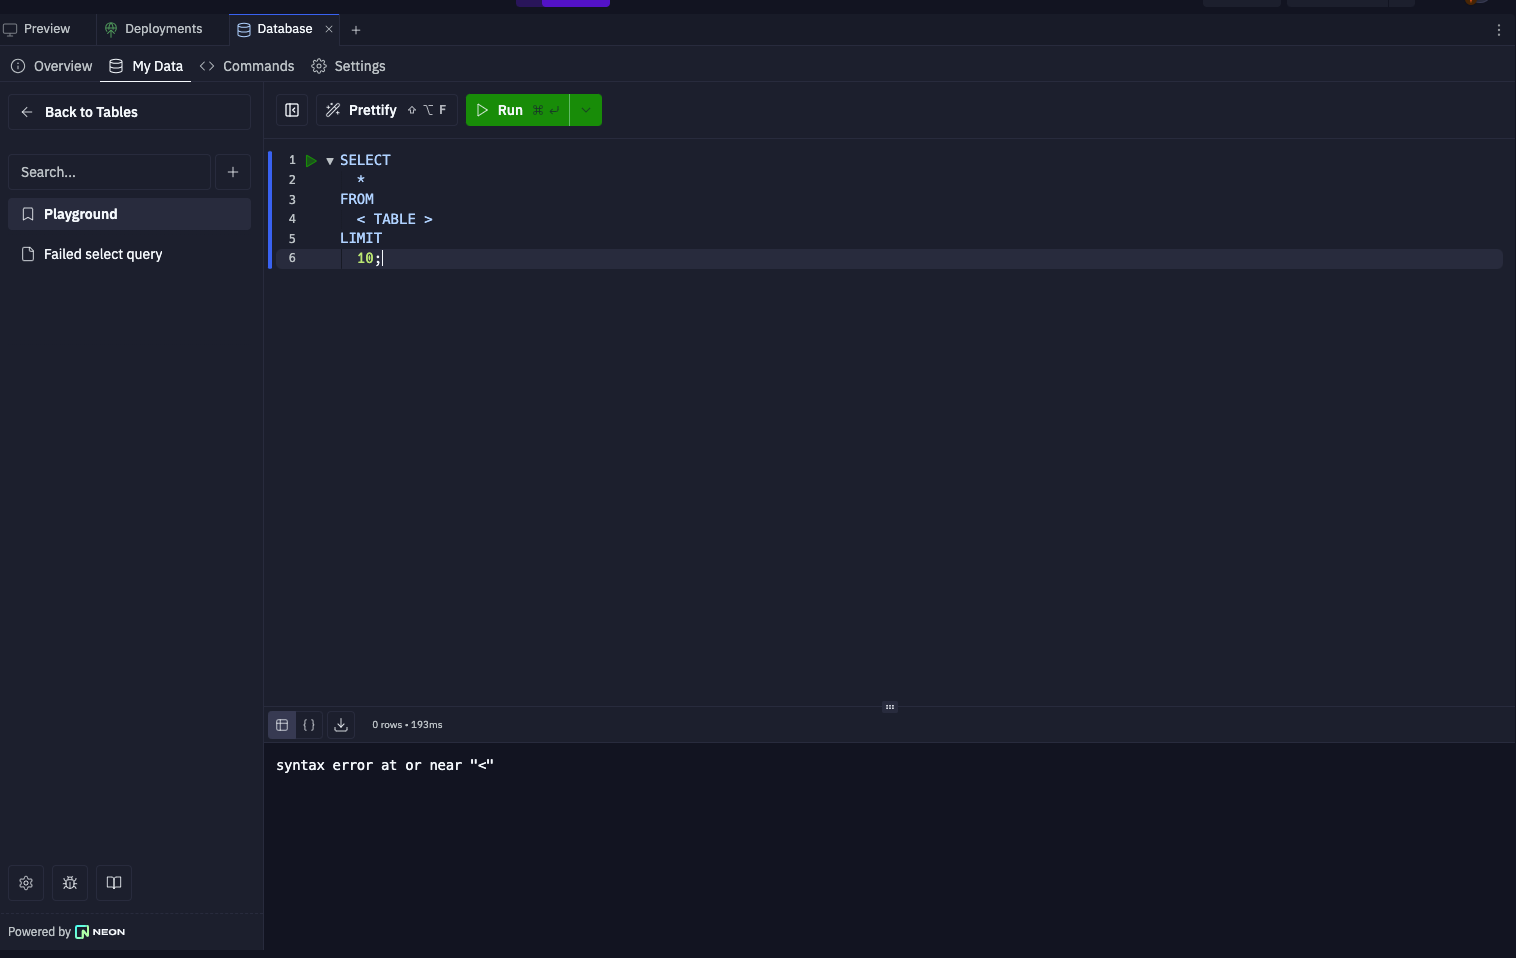 Preview
Deployments
Database
Overview
My Data
Commands
Settings
Back to Tables
Prettify ⇧ ⌥ F
Run ⌘ ↵
Search...
Playground
Failed select query
1 SELECT
2 *
3 FROM
4 < TABLE >
5 LIMIT
6 10;
0 rows • 193ms
syntax error at or near "<"
Powered by NEON